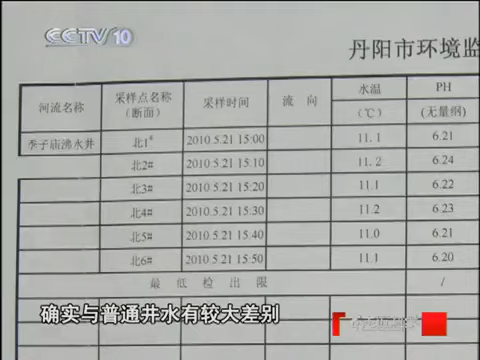 CCTV 10
丹阳市环境监
河流名称 采样点名称（断面） 采样时间 流 向 水温（℃） PH（无量纲）
季子庙沸水井 北1# 2010.5.21 15:00 11.1 6.21
北2# 2010.5.21 15:10 11.2 6.24
北3# 2010.5.21 15:20 11.1 6.22
北4# 2010.5.21 15:30 11.2 6.23
北5# 2010.5.21 15:40 11.0 6.21
北6# 2010.5.21 15:50 11.1 6.20
最 低 检 出 限 /
确实与普通井水有较大差别